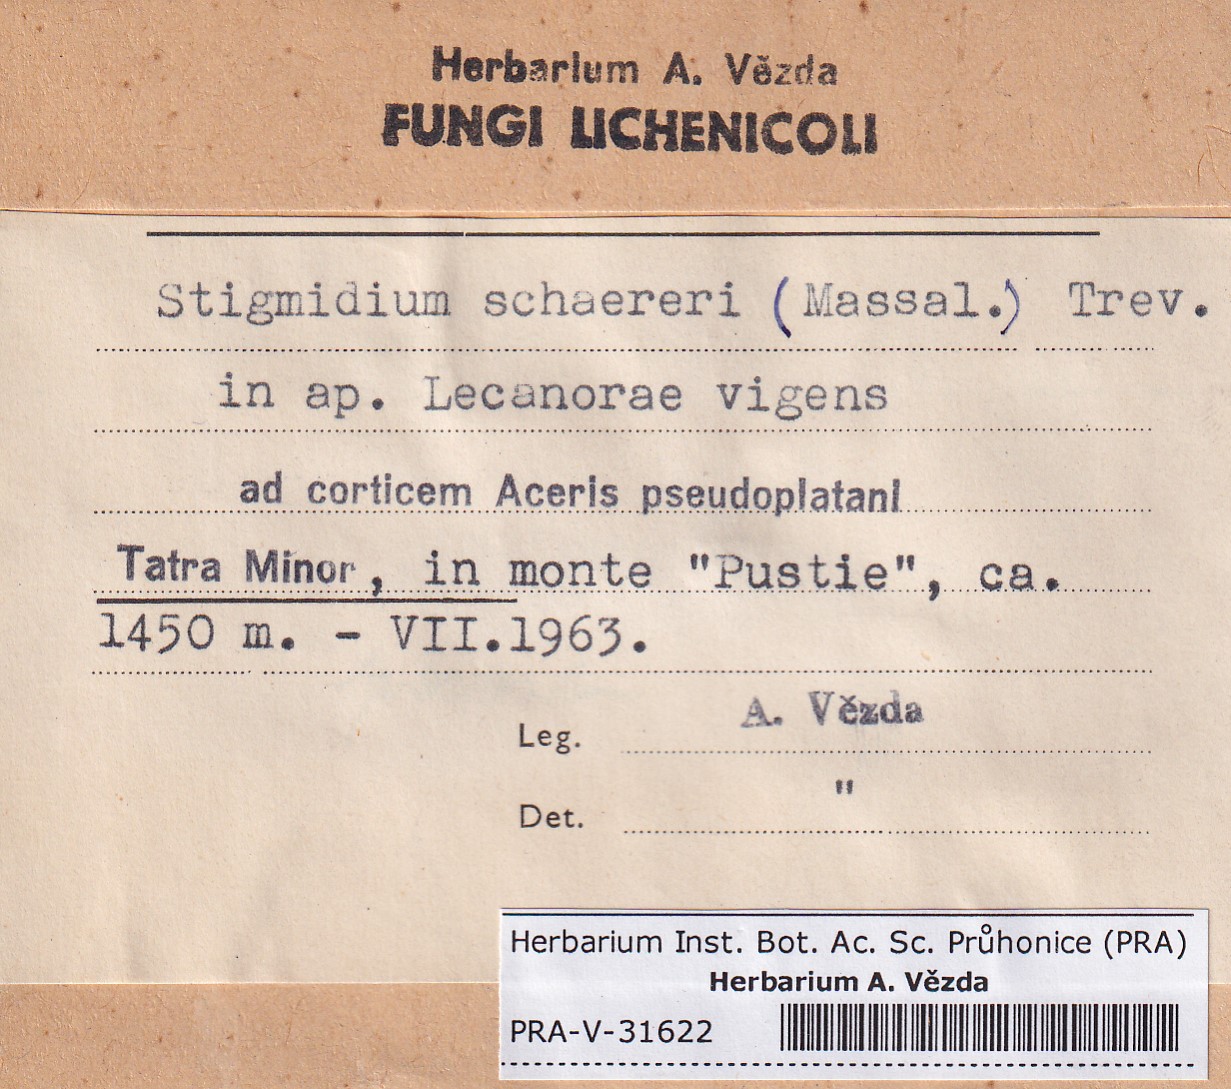 Herbarium A. Vězda
FUNGI LICHENICOLI
Stigmidium schaereri (Massal.) Trev.
in ap. Lecanorae vigens
ad corticem Aceris pseudoplatani
Tatra Minor, in monte "Pustie", ca.
1450 m. - VII.1963.
Leg. A. Vězda
Det. "
Herbarium Inst. Bot. Ac. Sc. Průhonice (PRA)
Herbarium A. Vězda
PRA-V-31622